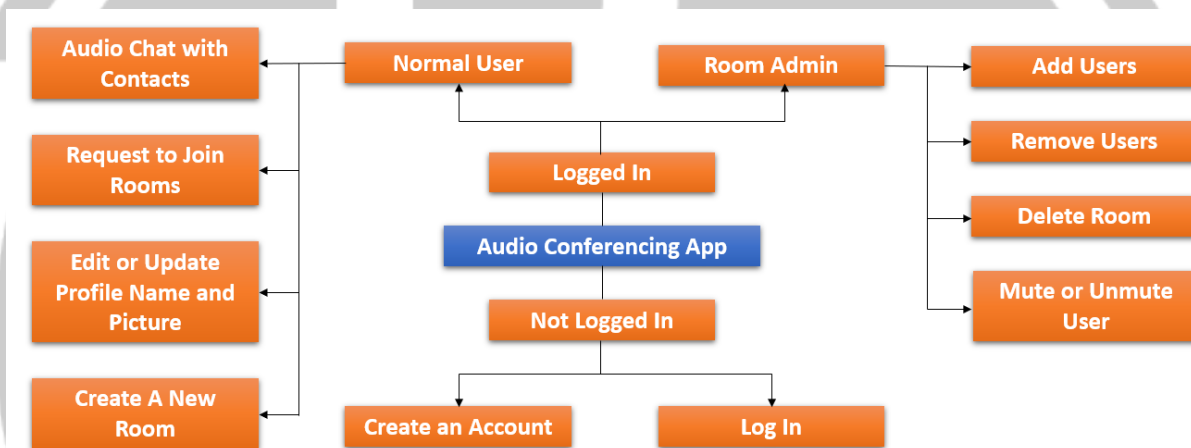 Audio Chat with
Contacts
Normal User
Room Admin
Add Users
Request to Join
Rooms
Logged In
Remove Users
Audio Conferencing App
Delete Room
Edit or Update
Profile Name and
Picture
Not Logged In
Mute or Unmute
User
Create A New
Room
Create an Account
Log In